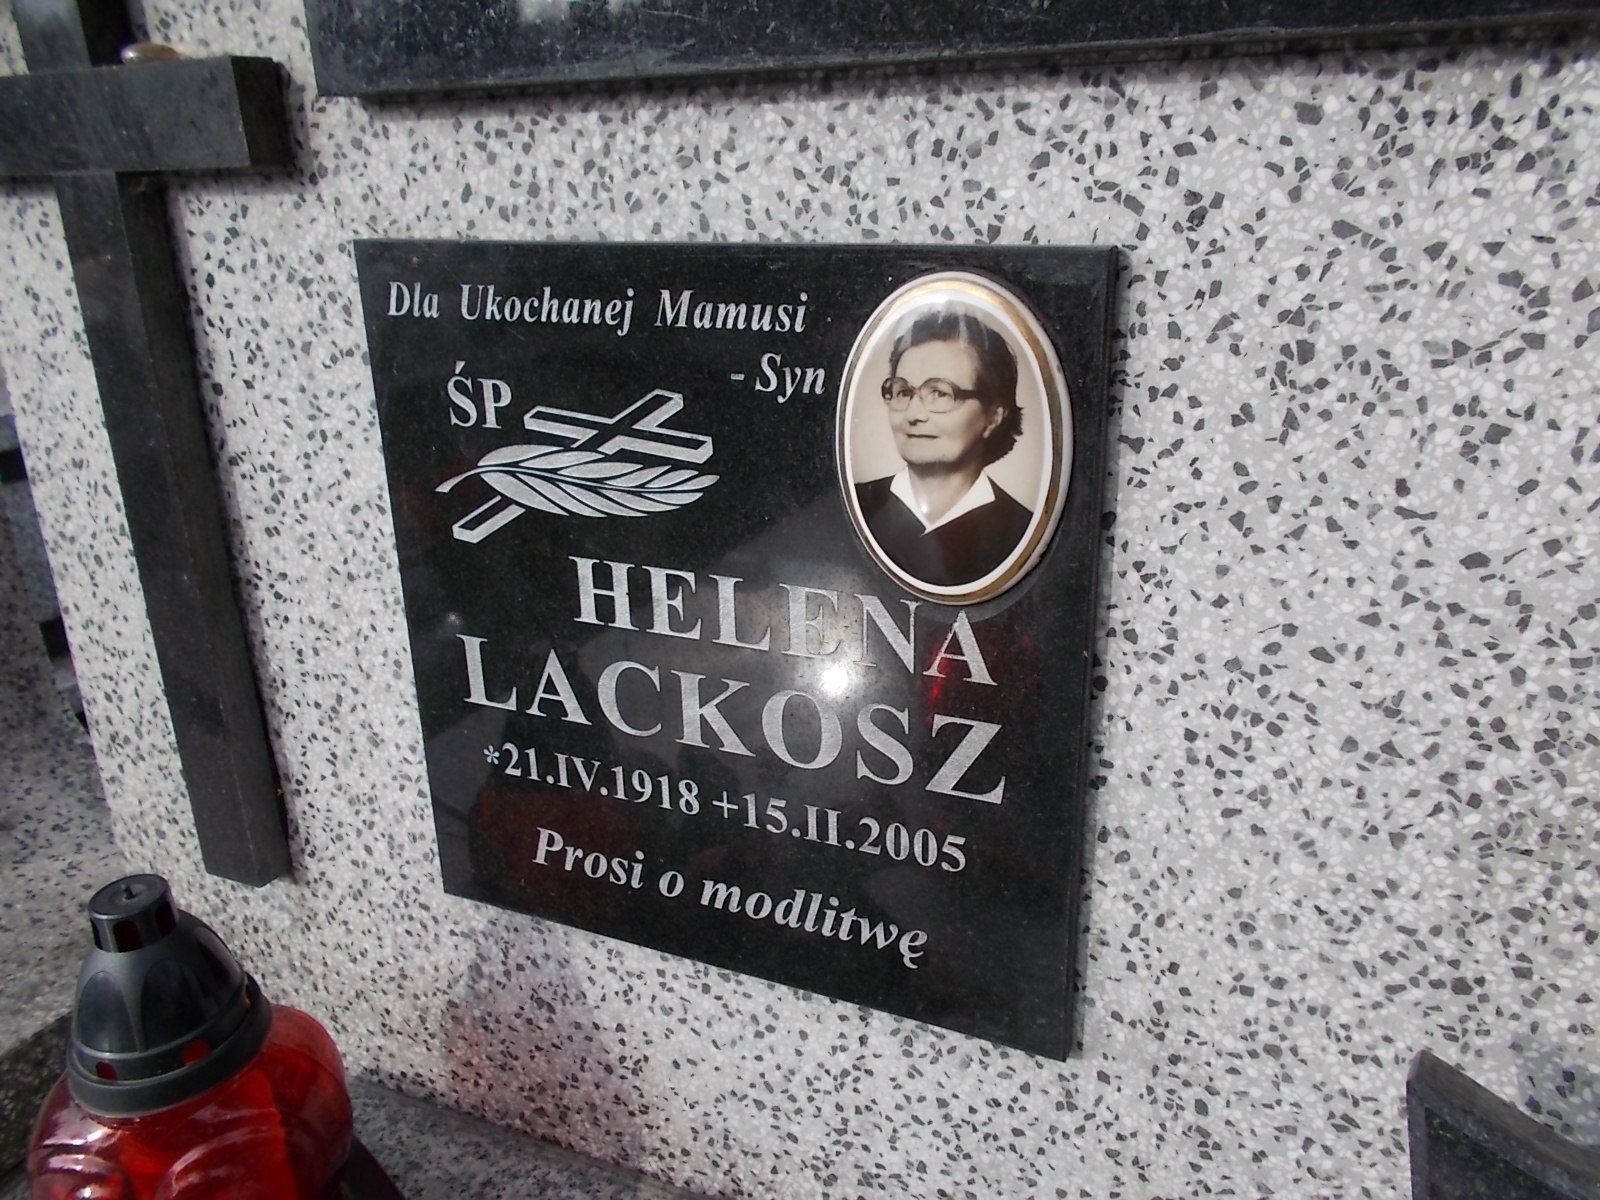 Dla Ukochanej Mamusi
- Syn
ŚP
HELENA
LACKOSZ
*21.IV.1918 +15.II.2005
Prosi o modlitwę